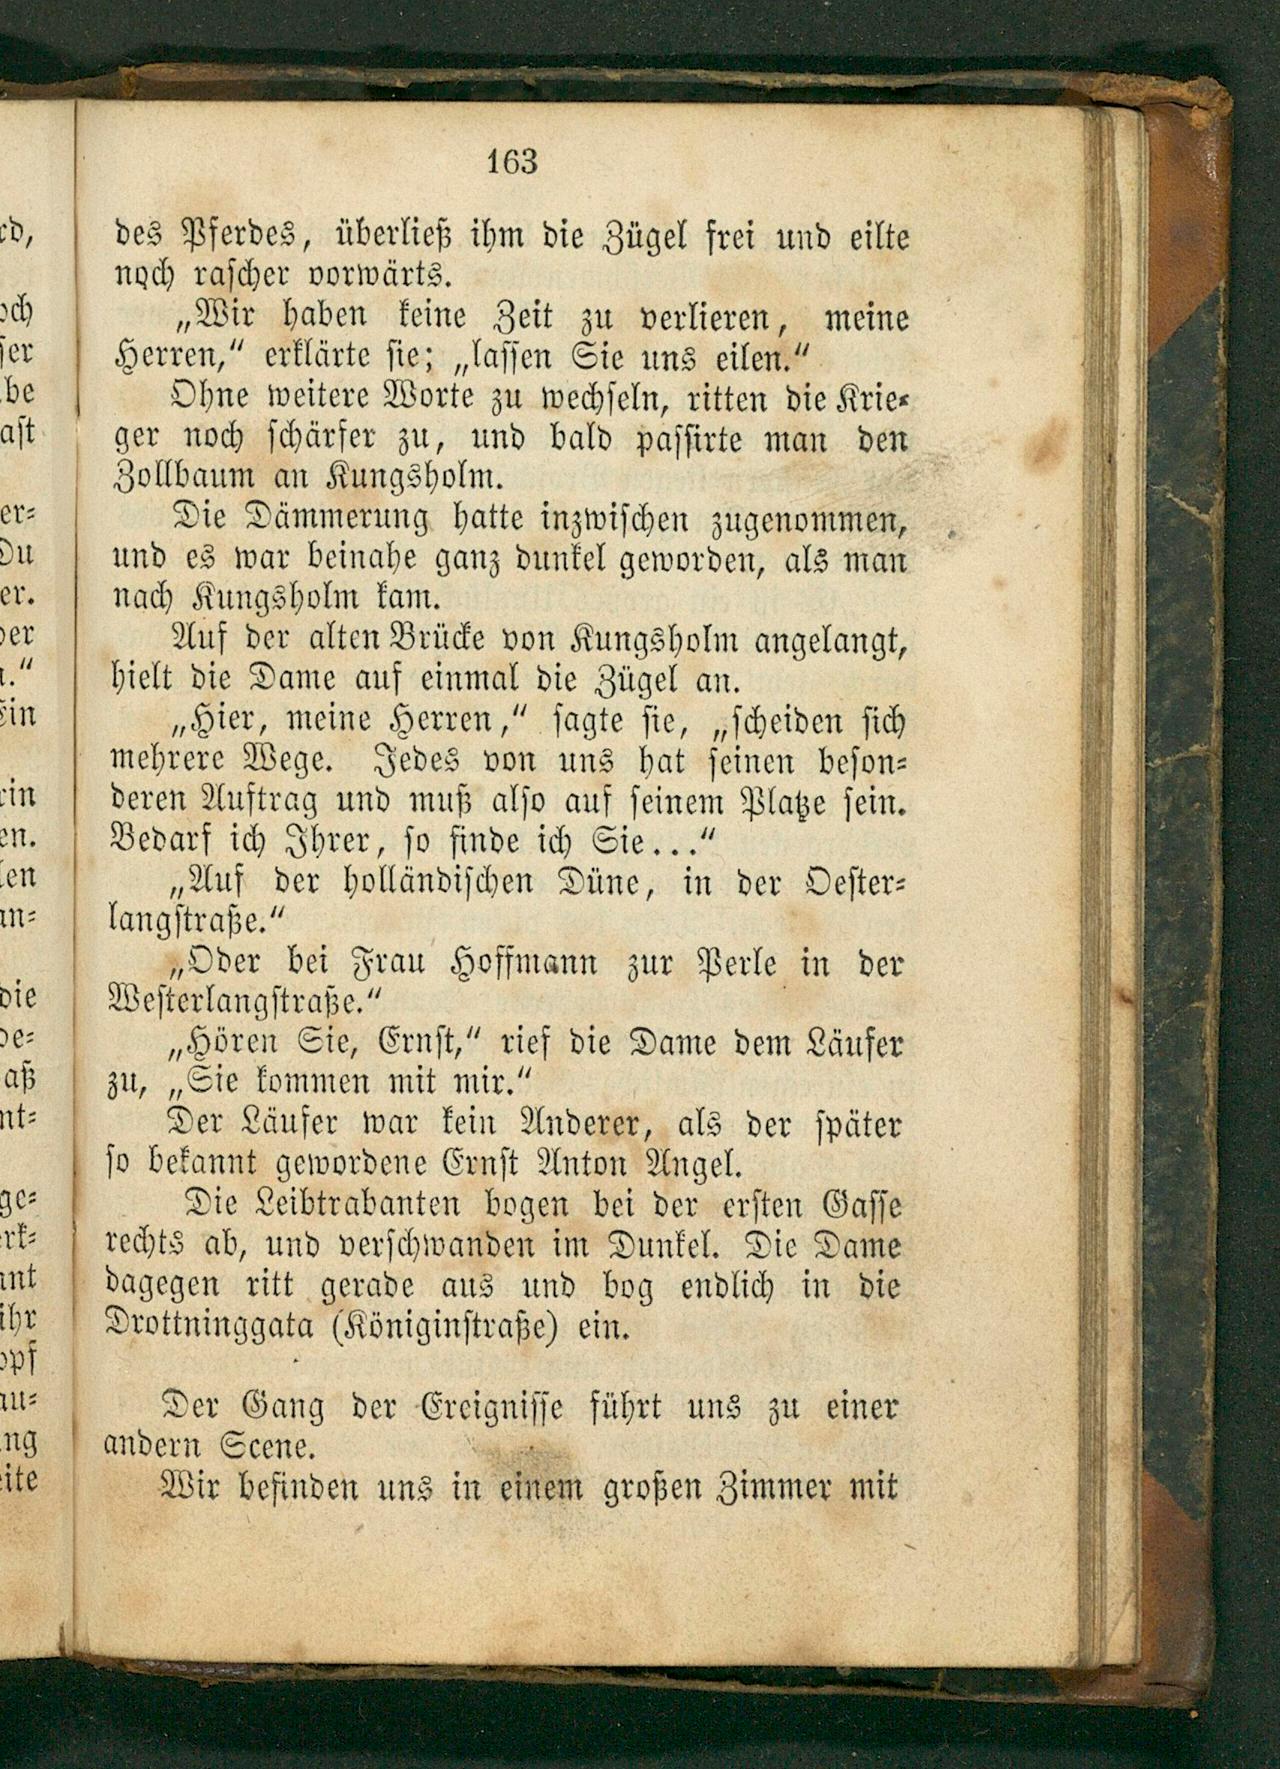 163
des Pferdes, überließ ihm die Zügel frei und eilte
noch rascher vorwärts.
„Wir haben keine Zeit zu verlieren, meine
Herren,“ erklärte sie; „lassen Sie uns eilen.“
Ohne weitere Worte zu wechseln, ritten die Krie-
ger noch schärfer zu, und bald passirte man den
Zollbaum an Kungsholm.
Die Dämmerung hatte inzwischen zugenommen,
und es war beinahe ganz dunkel geworden, als man
nach Kungsholm kam.
Auf der alten Brücke von Kungsholm angelangt,
hielt die Dame auf einmal die Zügel an.
„Hier, meine Herren,“ sagte sie, „scheiden sich
mehrere Wege. Jedes von uns hat seinen beson-
deren Auftrag und muß also auf seinem Platze sein.
Bedarf ich Ihrer, so finde ich Sie...“
„Auf der holländischen Düne, in der Oester-
langstraße.“
„Oder bei Frau Hoffmann zur Perle in der
Westerlangstraße.“
„Hören Sie, Ernst,“ rief die Dame dem Läufer
zu, „Sie kommen mit mir.“
Der Läufer war kein Anderer, als der später
so bekannt gewordene Ernst Anton Angel.
Die Leibtrabanten bogen bei der ersten Gasse
rechts ab, und verschwanden im Dunkel. Die Dame
dagegen ritt gerade aus und bog endlich in die
Drottninggata (Königinstraße) ein.
Der Gang der Ereignisse führt uns zu einer
andern Scene.
Wir befinden uns in einem großen Zimmer mit